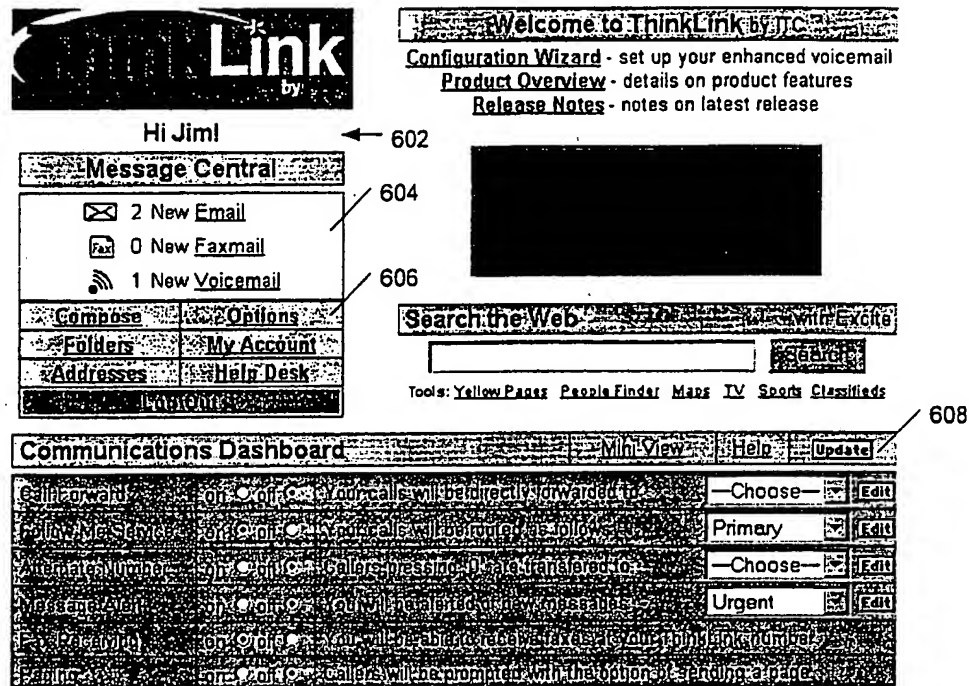 ThinkLink
by
Hi Jim!
602
Message Central
2 New Email
Fax
0 New Faxmail
1 New Voicemail
604
606
Compose
Options
Folders
My Account
Addresses
Help Desk
Log Out
Welcome to ThinkLink by JTC
Configuration Wizard - set up your enhanced voicemail
Product Overview - details on product features
Release Notes - notes on latest release
Search the Web
with Excite
Search
Tools: Yellow Pages People Finder Maps TV Sports Classifieds
608
Communications Dashboard Mini-View Help Update
Call Forward on off Your calls will be directly forwarded to —Choose— Edit
Follow Me Service on off Your calls will be routed as follows Primary Edit
Alternate Number on off Callers pressing '0' are transfered to —Choose— Edit
Message Alert on off You will be alerted of new messages Urgent Edit
on off You will be able to receive faxes at your ThinkLink number
on off Callers will be prompted with the option of sending a page